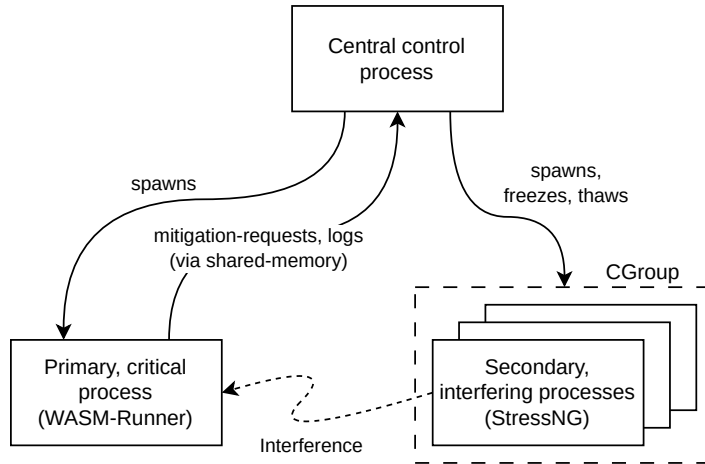 Central control
process
spawns
spawns,
freezes, thaws
mitigation-requests, logs
(via shared-memory)
CGroup
Primary, critical
process
(WASM-Runner)
Secondary,
interfering processes
(StressNG)
Interference